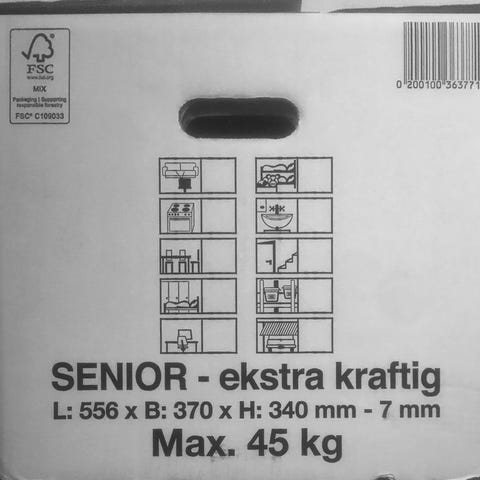 FSC
www.fsc.org
MIX
Packaging | Supporting
responsible forestry
FSC® C109033
0 200100 363771
SENIOR - ekstra kraftig
L: 556 x B: 370 x H: 340 mm - 7 mm
Max. 45 kg